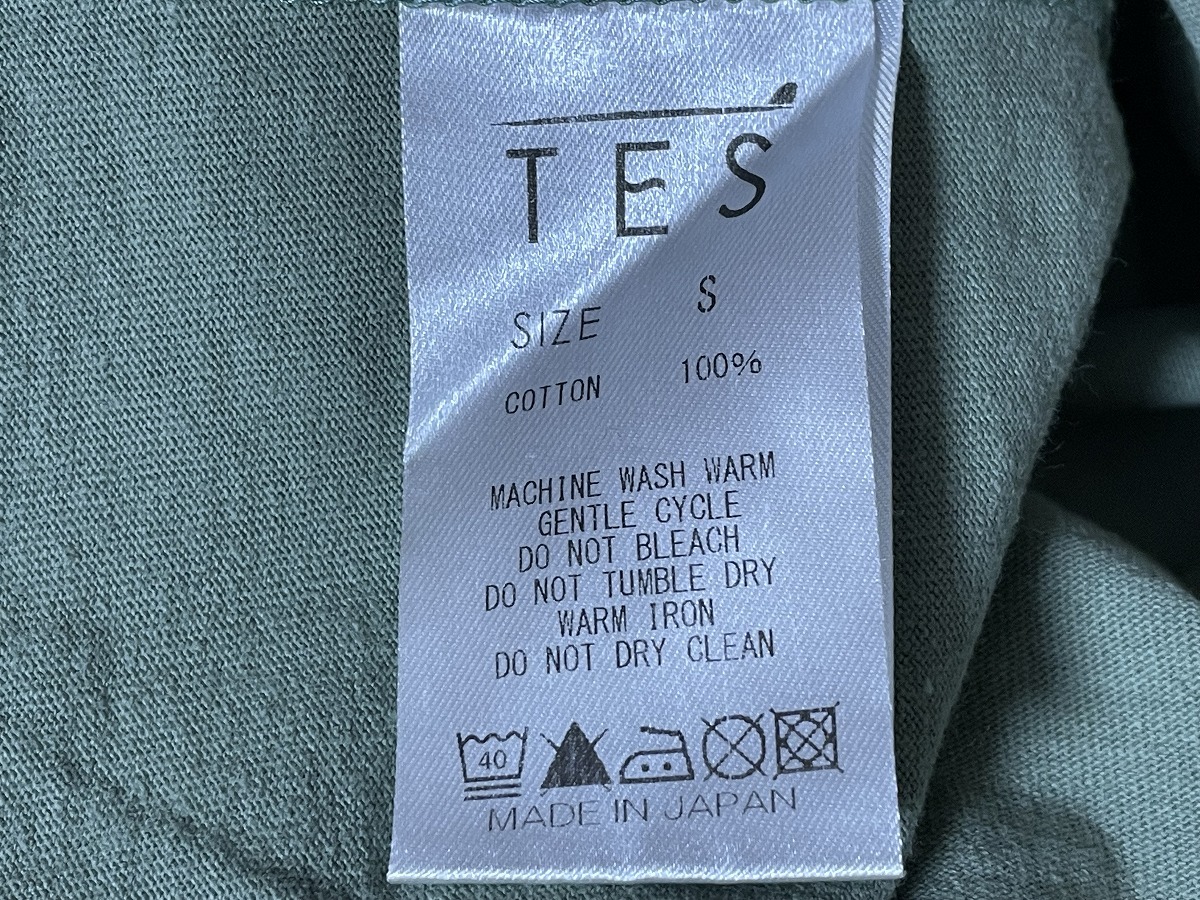 TES
SIZE S
COTTON 100%
MACHINE WASH WARM
GENTLE CYCLE
DO NOT BLEACH
DO NOT TUMBLE DRY
WARM IRON
DO NOT DRY CLEAN
40
MADE IN JAPAN